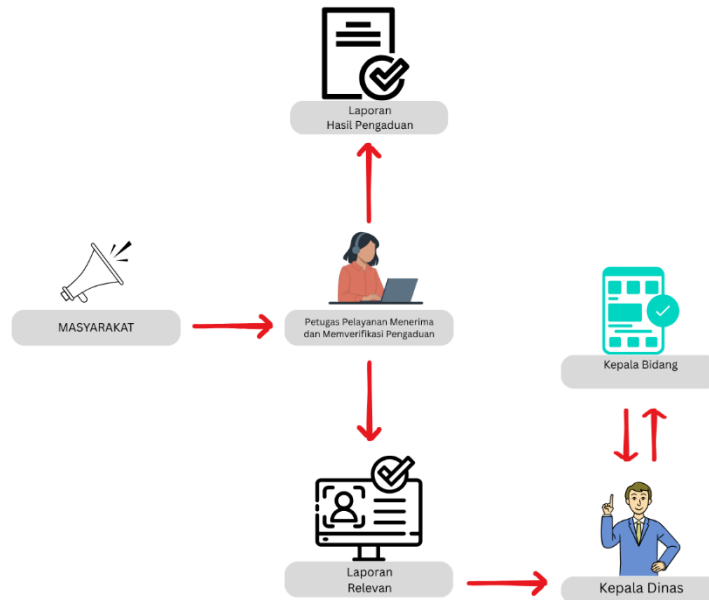 Laporan
Hasil Pengaduan
MASYARAKAT
Petugas Pelayanan Menerima
dan Memverifikasi Pengaduan
Kepala Bidang
Laporan
Relevan
Kepala Dinas